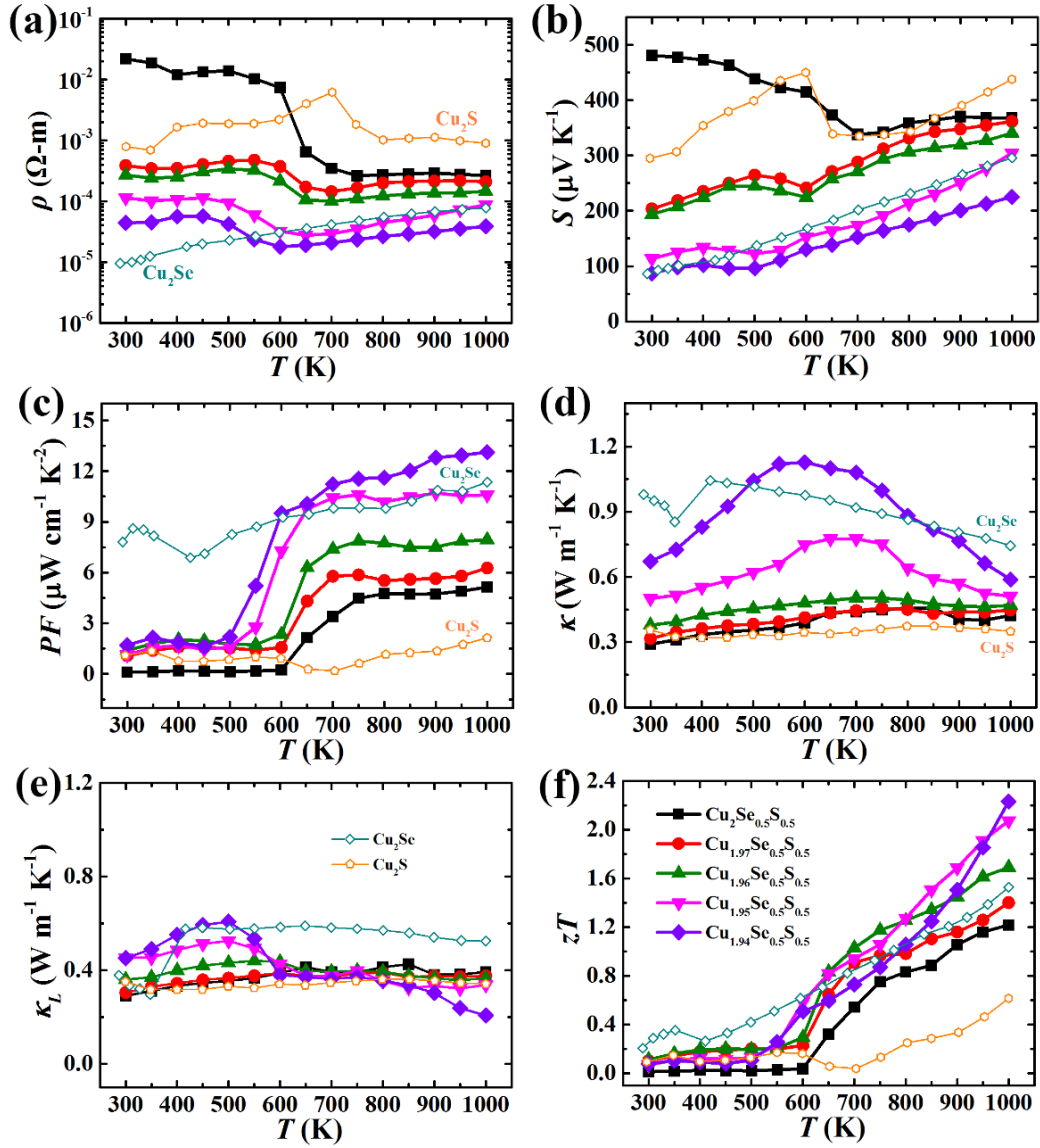 (a)
10⁻¹
10⁻²
10⁻³
10⁻⁴
10⁻⁵
10⁻⁶
ρ (Ω-m)
Cu₂S
Cu₂Se
300 400 500 600 700 800 900 1000
T (K)
(b)
500
400
300
200
100
0
S (μV K⁻¹)
300 400 500 600 700 800 900 1000
T (K)
(c)
15
12
9
6
3
0
PF (μW cm⁻¹ K⁻²)
Cu₂Se
Cu₂S
300 400 500 600 700 800 900 1000
T (K)
(d)
1.2
0.9
0.6
0.3
0.0
κ (W m⁻¹ K⁻¹)
Cu₂Se
Cu₂S
300 400 500 600 700 800 900 1000
T (K)
(e)
1.2
0.8
0.4
0.0
κL (W m⁻¹ K⁻¹)
Cu₂Se
Cu₂S
300 400 500 600 700 800 900 1000
T (K)
(f)
2.4
2.0
1.6
1.2
0.8
0.4
0.0
zT
Cu₂Se₀.₅S₀.₅
Cu₁.₉₇Se₀.₅S₀.₅
Cu₁.₉₆Se₀.₅S₀.₅
Cu₁.₉₅Se₀.₅S₀.₅
Cu₁.₉₄Se₀.₅S₀.₅
300 400 500 600 700 800 900 1000
T (K)